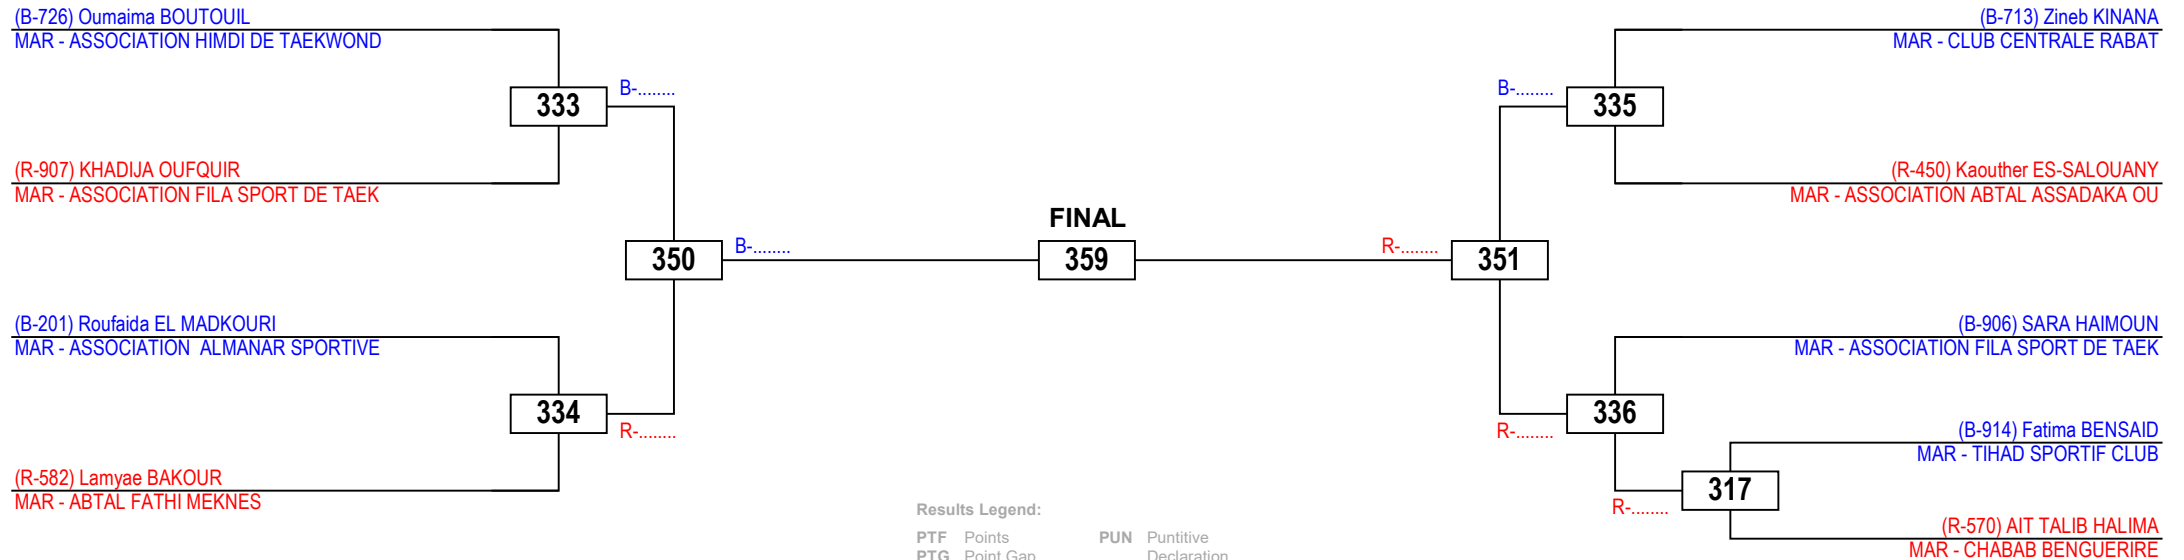 (B-726) Oumaima BOUTOUIL
MAR - ASSOCIATION HIMDI DE TAEKWOND
333
B-........
(R-907) KHADIJA OUFQUIR
MAR - ASSOCIATION FILA SPORT DE TAEK
350
B-........
(B-201) Roufaida EL MADKOURI
MAR - ASSOCIATION  ALMANAR SPORTIVE
334
R-........
(R-582) Lamyae BAKOUR
MAR - ABTAL FATHI MEKNES
FINAL
359
(B-713) Zineb KINANA
MAR - CLUB CENTRALE RABAT
B-........
335
(R-450) Kaouther ES-SALOUANY
MAR - ASSOCIATION ABTAL ASSADAKA OU
R-........
351
(B-906) SARA HAIMOUN
MAR - ASSOCIATION FILA SPORT DE TAEK
336
R-........
(B-914) Fatima BENSAID
MAR - TIHAD SPORTIF CLUB
317
R-........
(R-570) AIT TALIB HALIMA
MAR - CHABAB BENGUERIRE
Results Legend:
PTF Points PUN Puntitive
PTG Point Gap Declaration